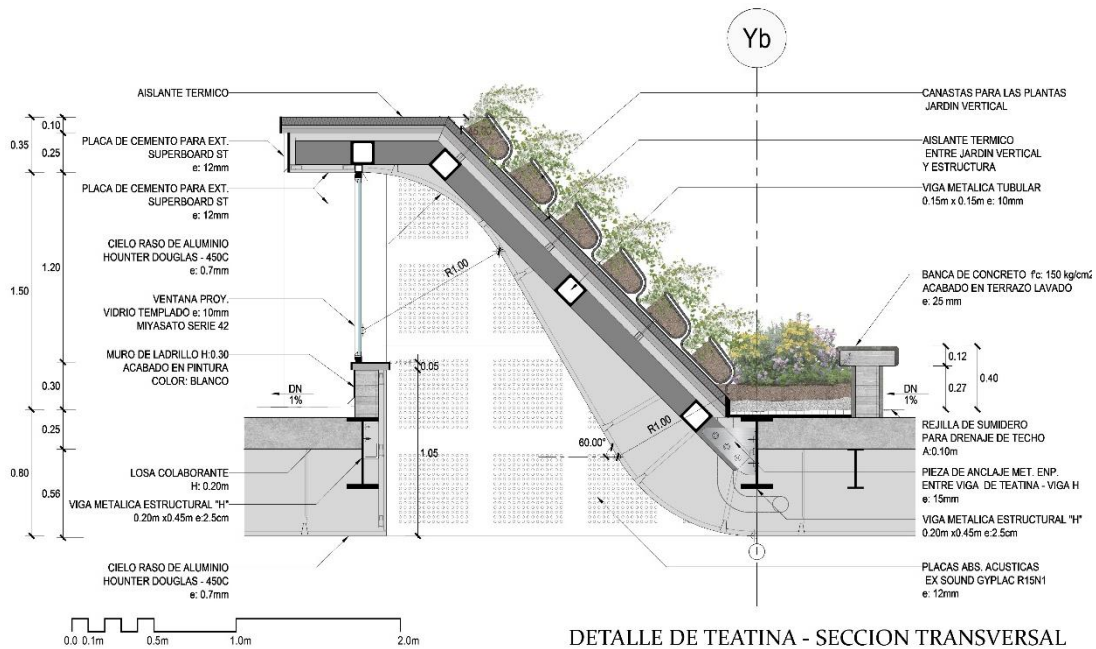 Yb
AISLANTE TERMICO
PLACA DE CEMENTO PARA EXT.
SUPERBOARD ST
e: 12mm
PLACA DE CEMENTO PARA EXT.
SUPERBOARD ST
e: 12mm
CIELO RASO DE ALUMINIO
HOUNTER DOUGLAS - 450C
e: 0.7mm
VENTANA PROY.
VIDRIO TEMPLADO e: 10mm
MIYASATO SERIE 42
MURO DE LADRILLO H:0.30
ACABADO EN PINTURA
COLOR: BLANCO
DN
1%
LOSA COLABORANTE
H: 0.20m
VIGA METALICA ESTRUCTURAL "H"
0.20m x0.45m e:2.5cm
CIELO RASO DE ALUMINIO
HOUNTER DOUGLAS - 450C
e: 0.7mm
0.35
1.50
0.80
0.10
0.25
1.20
0.30
0.25
0.56
R1.00
0.05
1.05
60.00°
R1.00
CANASTAS PARA LAS PLANTAS
JARDIN VERTICAL
AISLANTE TERMICO
ENTRE JARDIN VERTICAL
Y ESTRUCTURA
VIGA METALICA TUBULAR
0.15m x 0.15m e: 10mm
BANCA DE CONCRETO f'c: 150 kg/cm2
ACABADO EN TERRAZO LAVADO
e: 25 mm
0.12
0.27
0.40
DN
1%
REJILLA DE SUMIDERO
PARA DRENAJE DE TECHO
A:0.10m
PIEZA DE ANCLAJE MET. ENP.
ENTRE VIGA DE TEATINA - VIGA H
e: 15mm
VIGA METALICA ESTRUCTURAL "H"
0.20m x0.45m e:2.5cm
PLACAS ABS. ACUSTICAS
EX SOUND GYPLAC R15N1
e: 12mm
0.0 0.1m 0.5m 1.0m 2.0m
DETALLE DE TEATINA - SECCION TRANSVERSAL